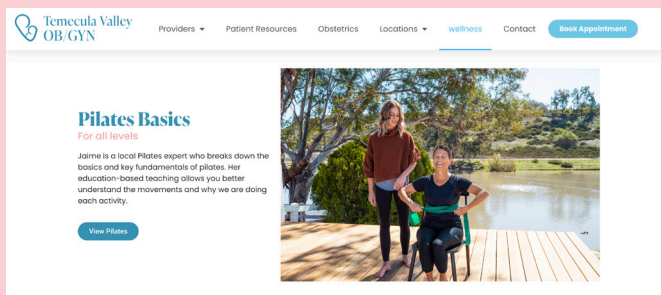 Temecula Valley
OB/GYN
Providers
Patient Resources
Obstetrics
Locations
wellness
Contact
Book Appointment
Pilates Basics
For all levels
Jaime is a local Pilates expert who breaks down the
basics and key fundamentals of pilates. Her
education-based teaching allows you better
understand the movements and why we are doing
each activity.
View Pilates